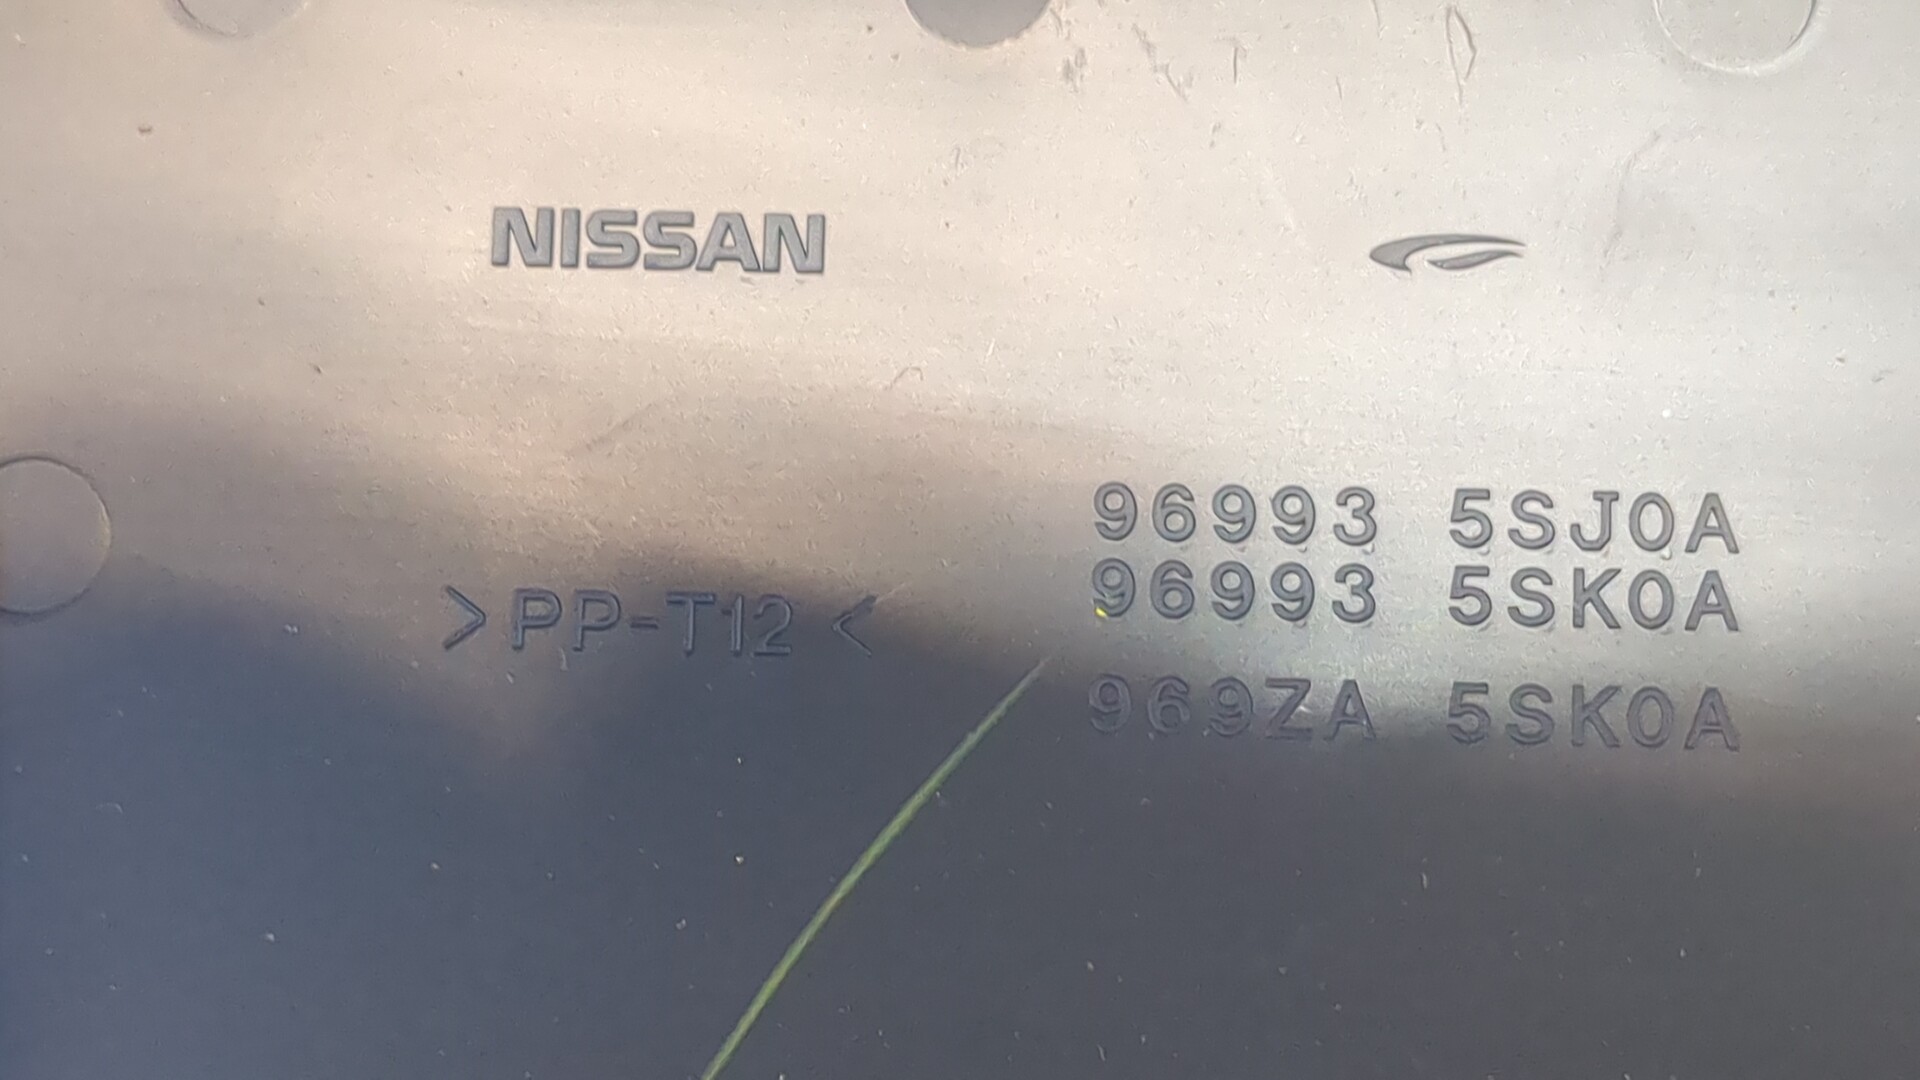 NISSAN
>PP-T12<
96993 5SJ0A
96993 5SK0A
969ZA 5SK0A